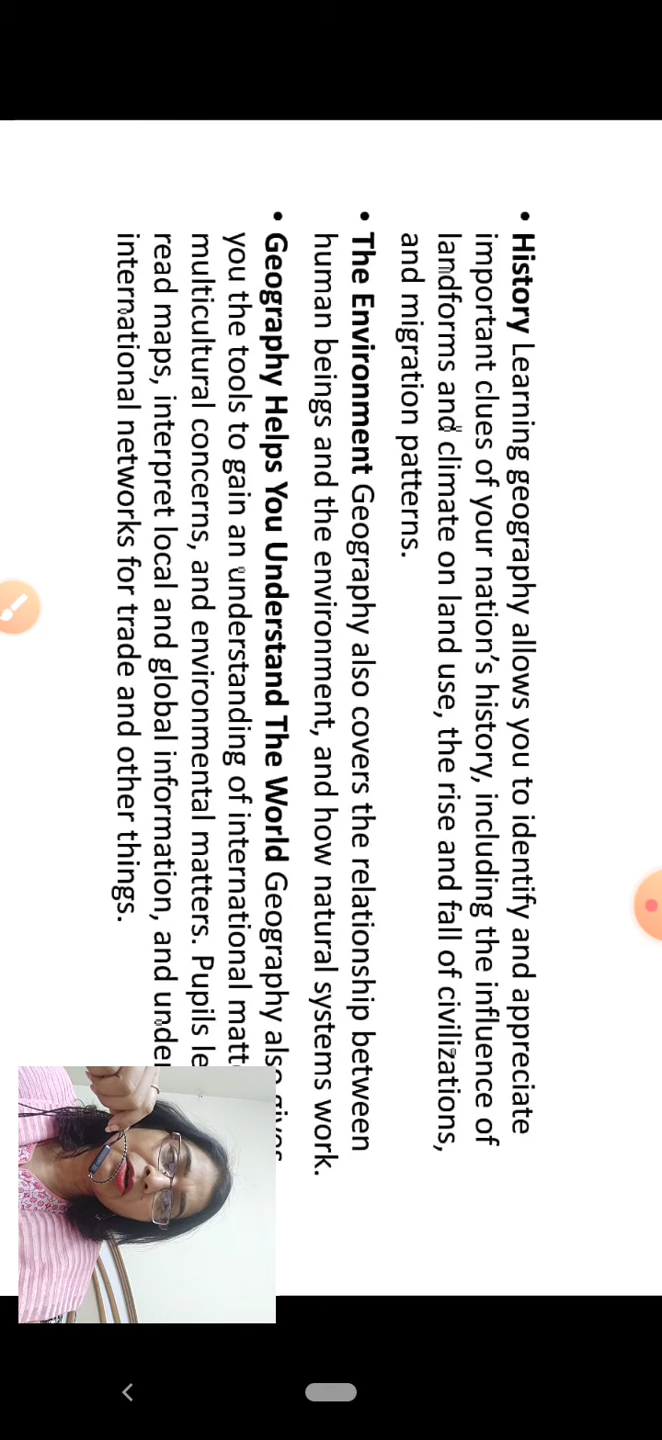 • History Learning geography allows you to identify and appreciate
important clues of your nation's history, including the influence of
landforms and climate on land use, the rise and fall of civilizations,
and migration patterns.
• The Environment Geography also covers the relationship between
human beings and the environment, and how natural systems work.
• Geography Helps You Understand The World Geography also gives
you the tools to gain an understanding of international
multicultural concerns, and environmental matters. Pupils
read maps, interpret local and global information, and
international networks for trade and other things.